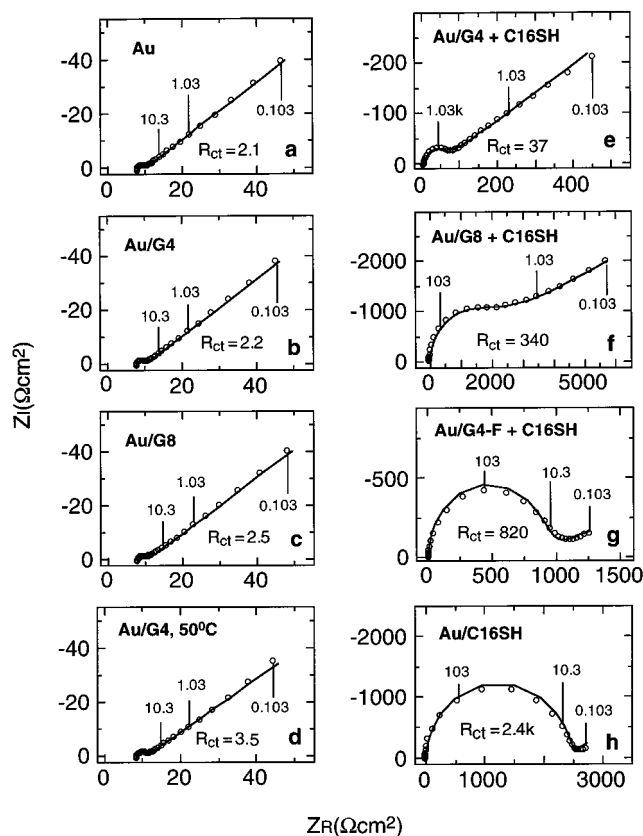 ZI(Ωcm2)
Au
-40
-20
0
0 20 40
10.3
1.03
0.103
Rct = 2.1
a
Au/G4
-40
-20
0
0 20 40
10.3
1.03
0.103
Rct = 2.2
b
Au/G8
-40
-20
0
0 20 40
10.3
1.03
0.103
Rct = 2.5
c
Au/G4, 50⁰C
-40
-20
0
0 20 40
10.3
1.03
0.103
Rct = 3.5
d
Au/G4 + C16SH
-200
-100
0
0 200 400
1.03k
1.03
0.103
Rct = 37
e
Au/G8 + C16SH
-2000
-1000
0
0 2000 5000
103
1.03
0.103
Rct = 340
f
Au/G4-F + C16SH
-500
0
0 500 1000 1500
103
10.3
0.103
Rct = 820
g
Au/C16SH
-2000
-1000
0
0 1000 2000 3000
103
10.3
0.103
Rct = 2.4k
h
ZR(Ωcm2)